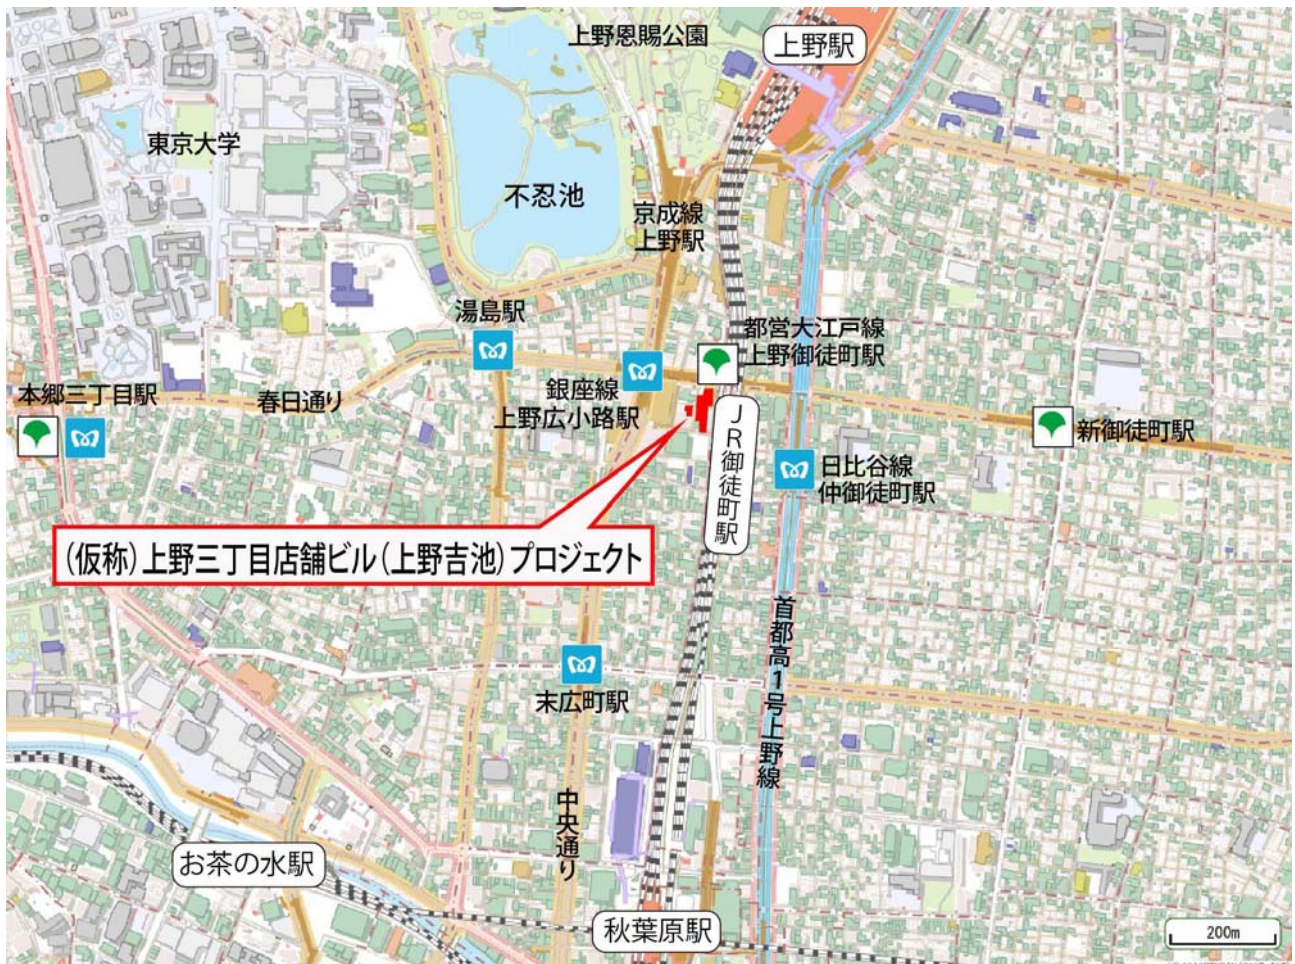 上野恩賜公園
上野駅
東京大学
不忍池
京成線
上野駅
湯島駅
都営大江戸線
上野御徒町駅
本郷三丁目駅
春日通り
銀座線
上野広小路駅
JR御徒町駅
新御徒町駅
日比谷線
仲御徒町駅
(仮称)上野三丁目店舗ビル(上野吉池)プロジェクト
首都高1号上野線
末広町駅
中央通り
お茶の水駅
秋葉原駅
200m